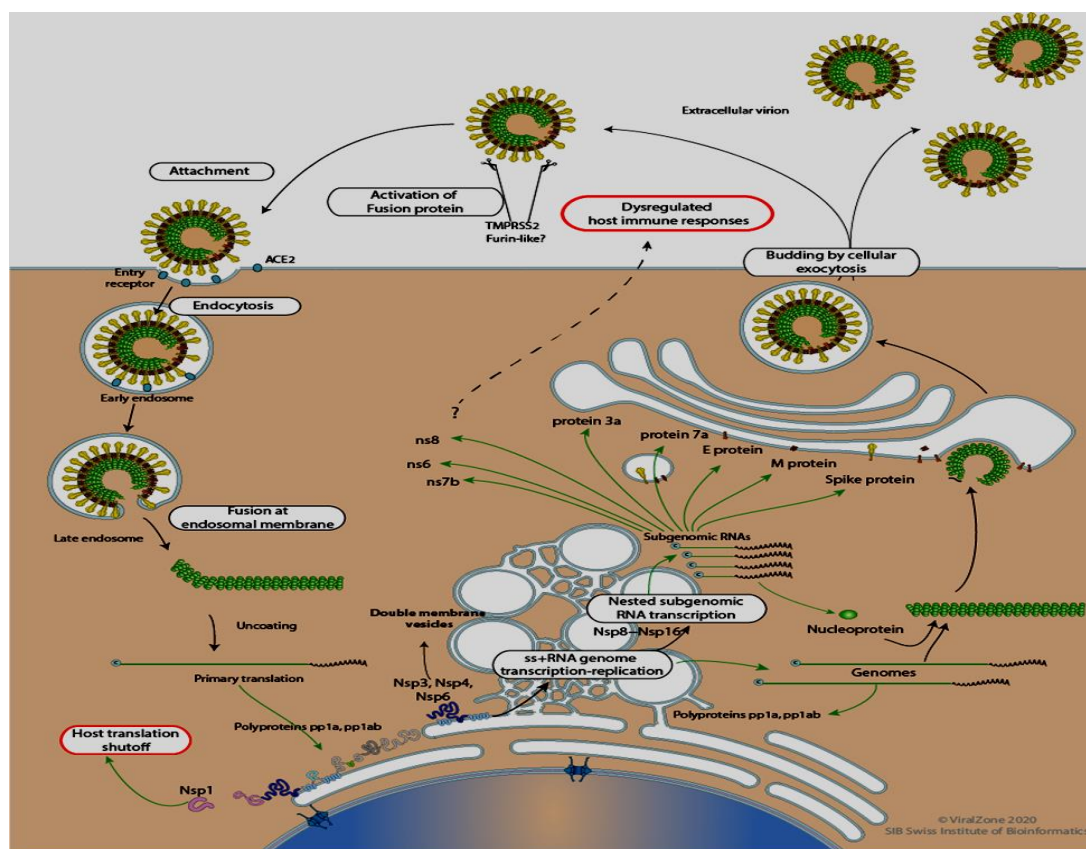 Extracellular virion
Attachment
Activation of
Fusion protein
TMPRSS2
Furin-like?
Dysregulated
host immune responses
Budding by cellular
exocytosis
ACE2
Entry
receptor
Endocytosis
Early endosome
?
ns8
ns6
ns7b
protein 3a
protein 7a
E protein
M protein
Spike protein
Fusion at
endosomal membrane
Late endosome
Subgenomic RNAs
Uncoating
Double membrane
vesicles
Nested subgenomic
RNA transcription
Nsp8-Nsp16
Nucleoprotein
ss+RNA genome
transcription-replication
Genomes
Primary translation
Nsp3, Nsp4,
Nsp6
Polyproteins pp1a, pp1ab
Polyproteins pp1a, pp1ab
Host translation
shutoff
Nsp1
© ViralZone 2020
SIB Swiss Institute of Bioinformatics